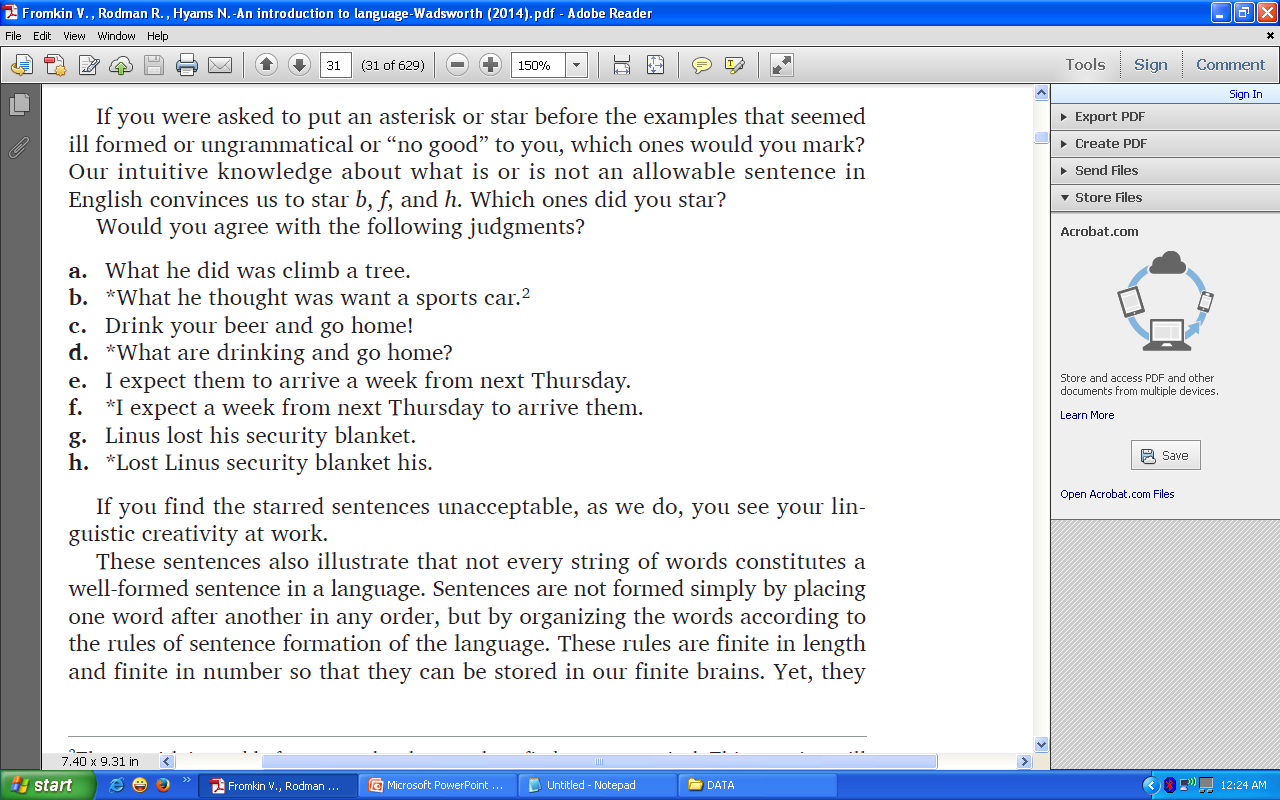 Fromkin V., Rodman R., Hyams N.-An introduction to language-Wadsworth (2014).pdf - Adobe Reader
File Edit View Window Help
31 (31 of 629) 150% Tools Sign Comment
Sign In
Export PDF
Create PDF
Send Files
Store Files
Acrobat.com
Store and access PDF and other
documents from multiple devices.
Learn More
Save
Open Acrobat.com Files
If you were asked to put an asterisk or star before the examples that seemed
ill formed or ungrammatical or “no good” to you, which ones would you mark?
Our intuitive knowledge about what is or is not an allowable sentence in
English convinces us to star b, f, and h. Which ones did you star?
Would you agree with the following judgments?
a. What he did was climb a tree.
b. *What he thought was want a sports car.²
c. Drink your beer and go home!
d. *What are drinking and go home?
e. I expect them to arrive a week from next Thursday.
f. *I expect a week from next Thursday to arrive them.
g. Linus lost his security blanket.
h. *Lost Linus security blanket his.
If you find the starred sentences unacceptable, as we do, you see your lin-
guistic creativity at work.
These sentences also illustrate that not every string of words constitutes a
well-formed sentence in a language. Sentences are not formed simply by placing
one word after another in any order, but by organizing the words according to
the rules of sentence formation of the language. These rules are finite in length
and finite in number so that they can be stored in our finite brains. Yet, they
7.40 x 9.31 in
start Fromkin V., Rodman ... Microsoft PowerPoint ... Untitled - Notepad DATA 12:24 AM